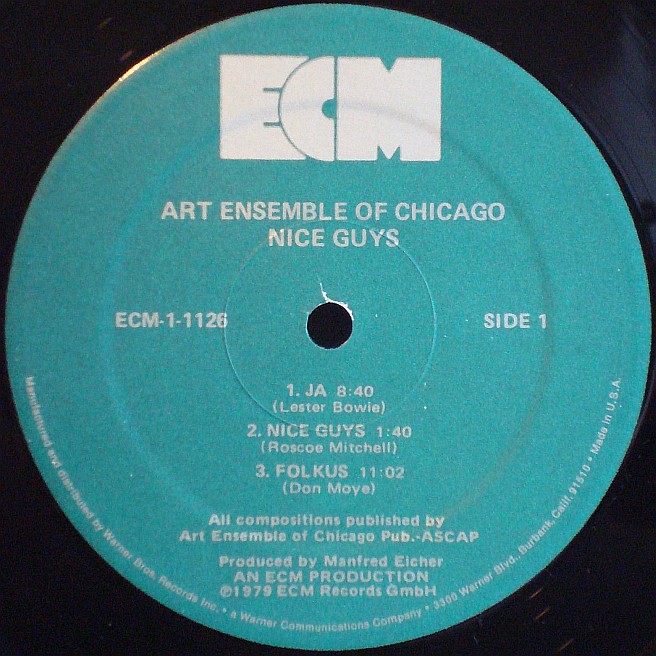 ECM
ART ENSEMBLE OF CHICAGO
NICE GUYS
ECM-1-1126
SIDE 1
1. JA 8:40
(Lester Bowie)
2. NICE GUYS 1:40
(Roscoe Mitchell)
3. FOLKUS 11:02
(Don Moye)
All compositions published by
Art Ensemble of Chicago Pub.-ASCAP
Produced by Manfred Eicher
AN ECM PRODUCTION
℗1979 ECM Records GmbH
Manufactured and distributed by Warner Bros. Records Inc. • a Warner Communications Company • 3300 Warner Blvd., Burbank, Calif. 91510 • Made in U.S.A.